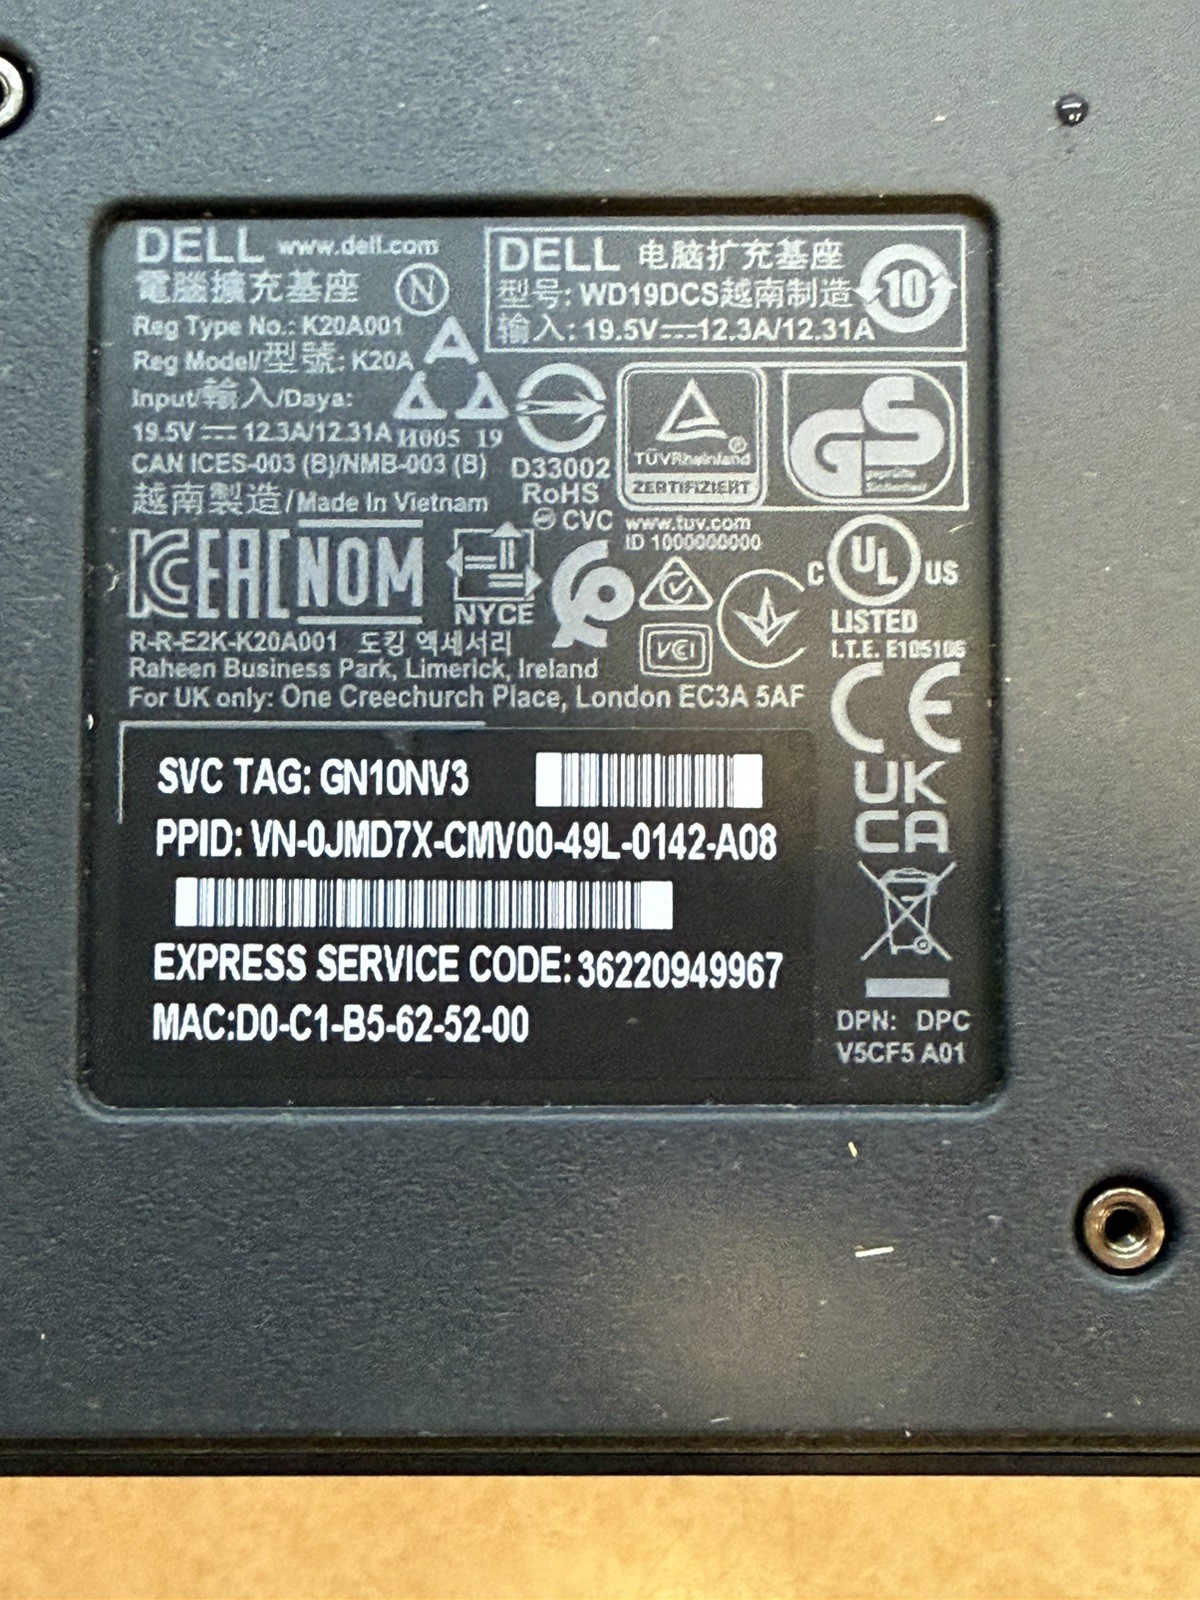 DELL www.dell.com
電腦擴充基座 N
Reg Type No.: K20A001
Reg Model/型號: K20A
Input/輸入/Daya:
19.5V⎓12.3A/12.31A
H005 19
CAN ICES-003 (B)/NMB-003 (B)
越南製造/Made In Vietnam
DELL 电脑扩充基座
型号: WD19DCS越南制造
输入: 19.5V⎓12.3A/12.31A
10
D33002
RoHS
CVC
TÜVRheinland
ZERTIFIZIERT
www.tuv.com
ID 1000000000
GS
geprüfte
Sicherheit
KC EAC NOM
NYCE
VCI
C UL US
LISTED
I.T.E. E105106
R-R-E2K-K20A001 도킹 액세서리
Raheen Business Park, Limerick, Ireland
For UK only: One Creechurch Place, London EC3A 5AF
CE
UK
CA
SVC TAG: GN10NV3
PPID: VN-0JMD7X-CMV00-49L-0142-A08
EXPRESS SERVICE CODE: 36220949967
MAC:D0-C1-B5-62-52-00
DPN: DPC
V5CF5 A01